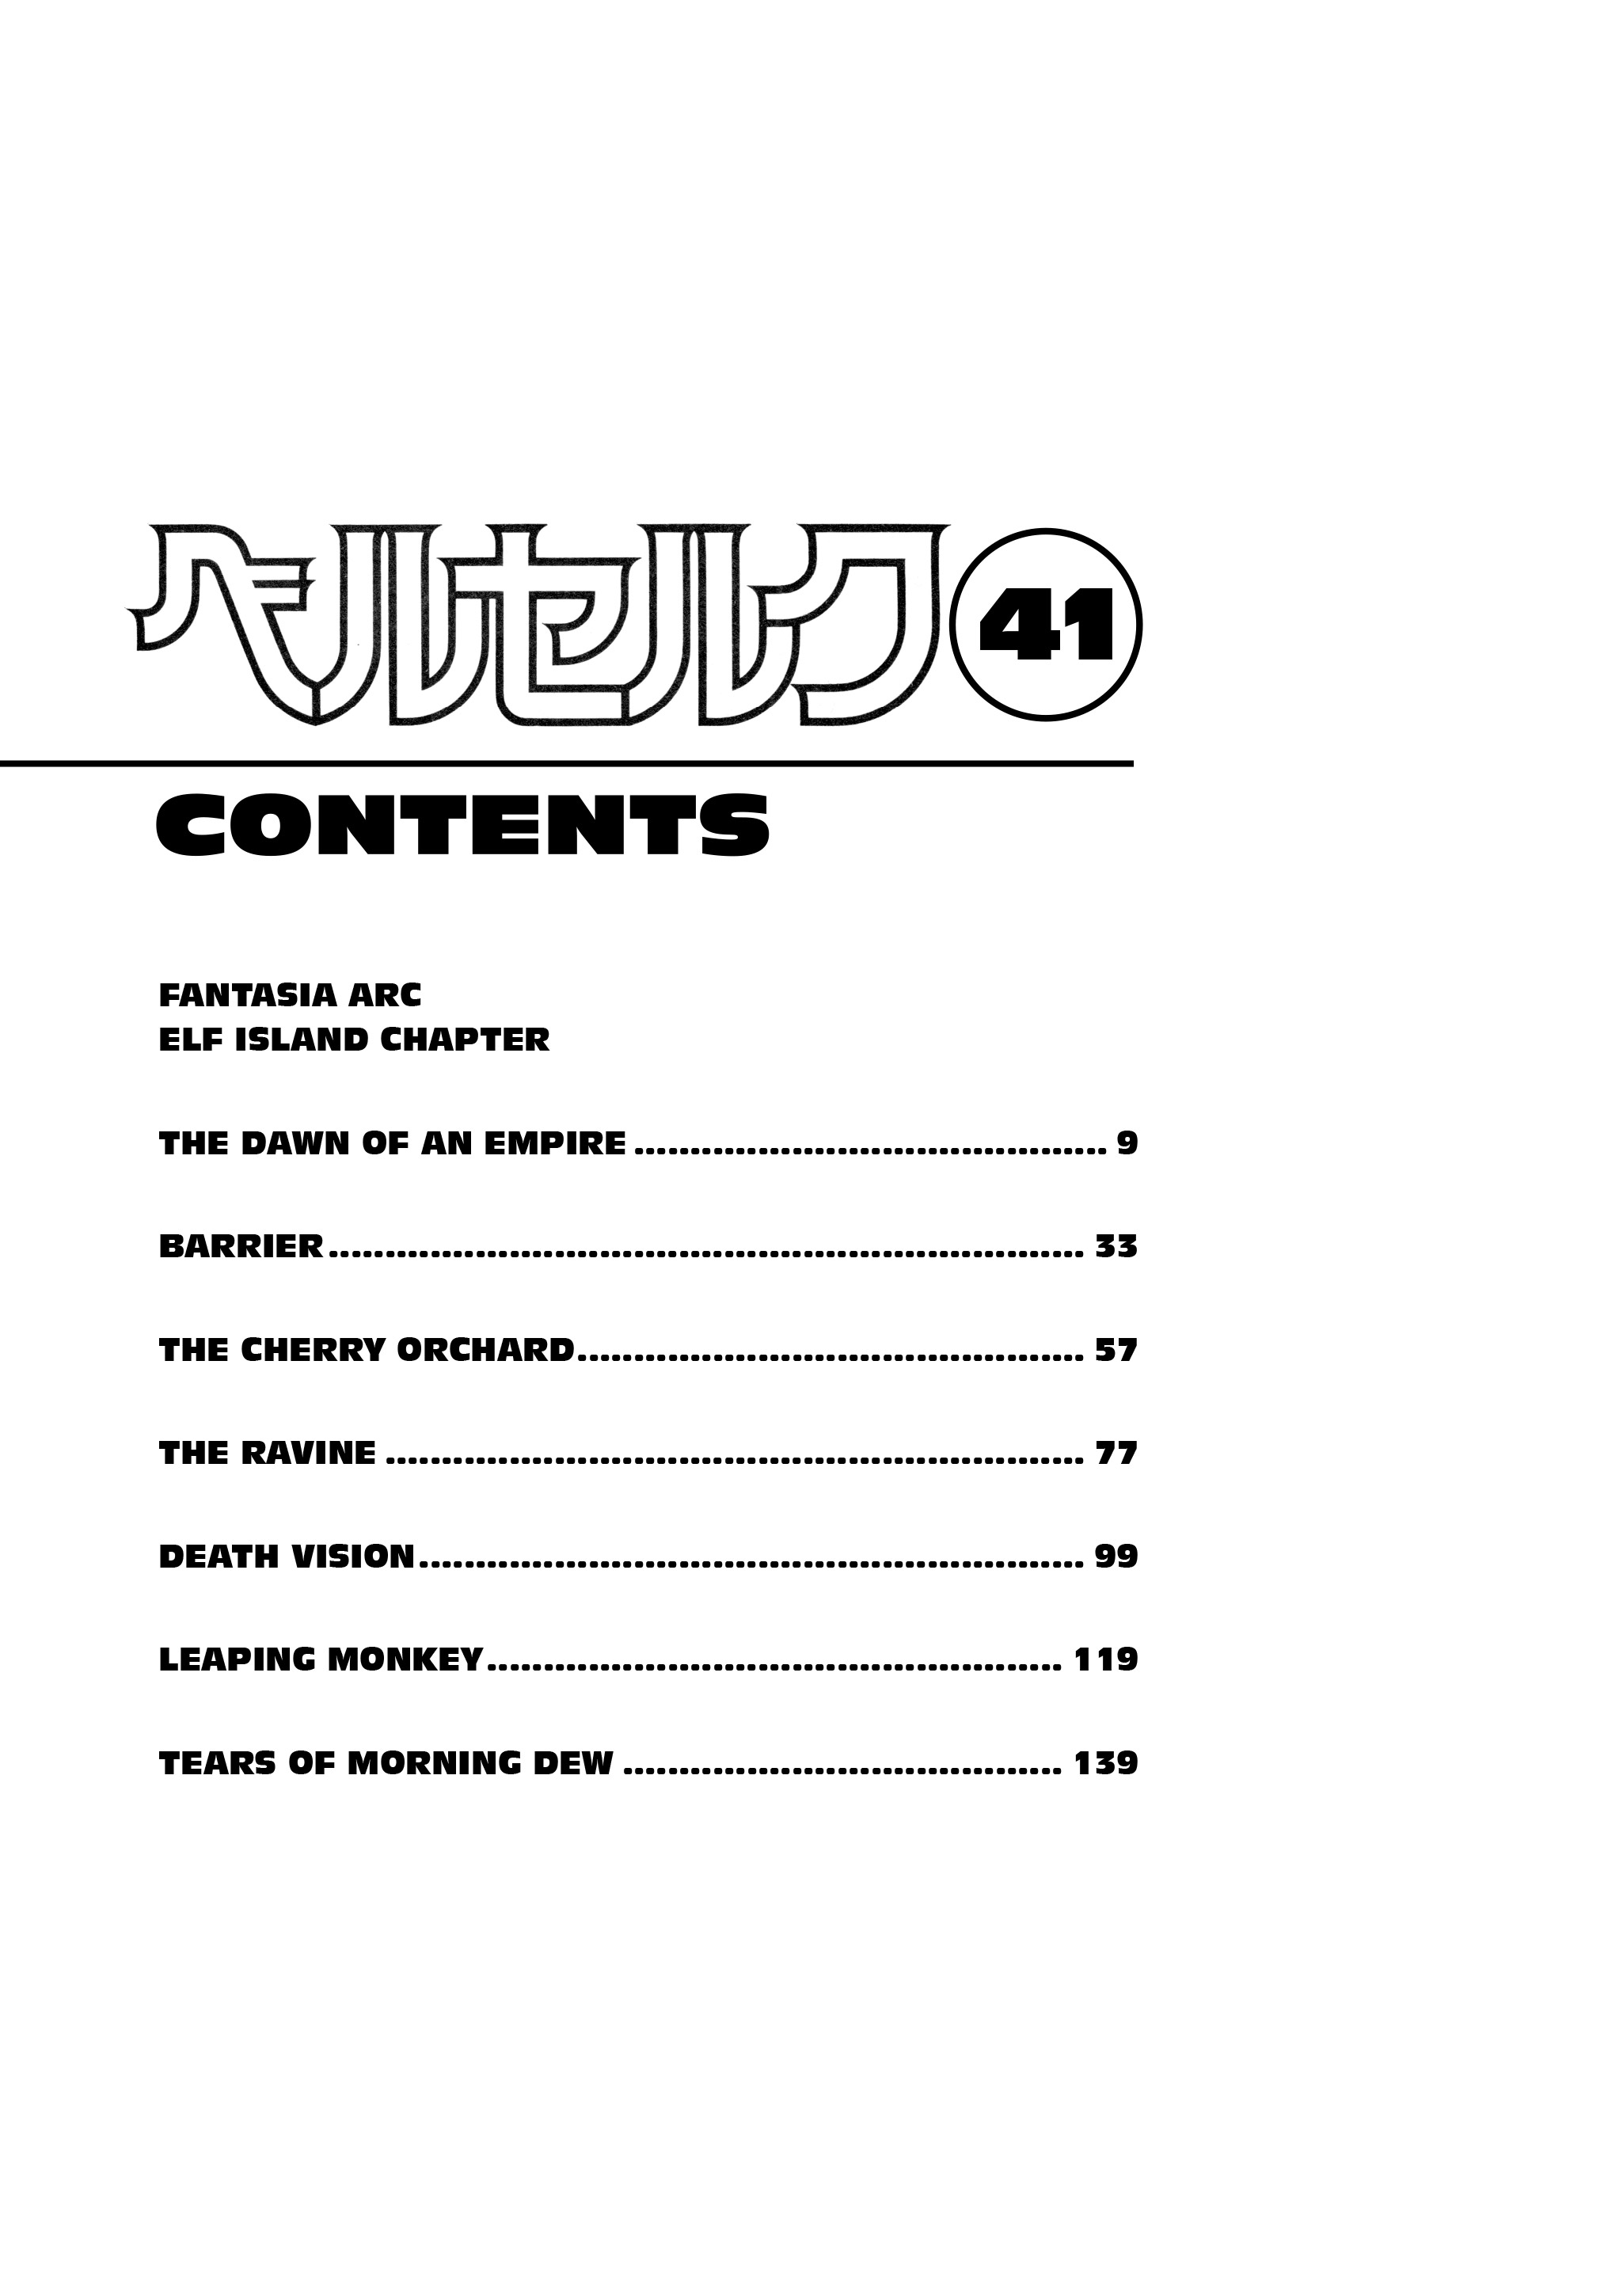 ベルセルク 41
CONTENTS
FANTASIA ARC
ELF ISLAND CHAPTER
THE DAWN OF AN EMPIRE ........................................... 9
BARRIER .................................................................... 33
THE CHERRY ORCHARD ............................................. 57
THE RAVINE ............................................................... 77
DEATH VISION ............................................................ 99
LEAPING MONKEY ................................................... 119
TEARS OF MORNING DEW ....................................... 139